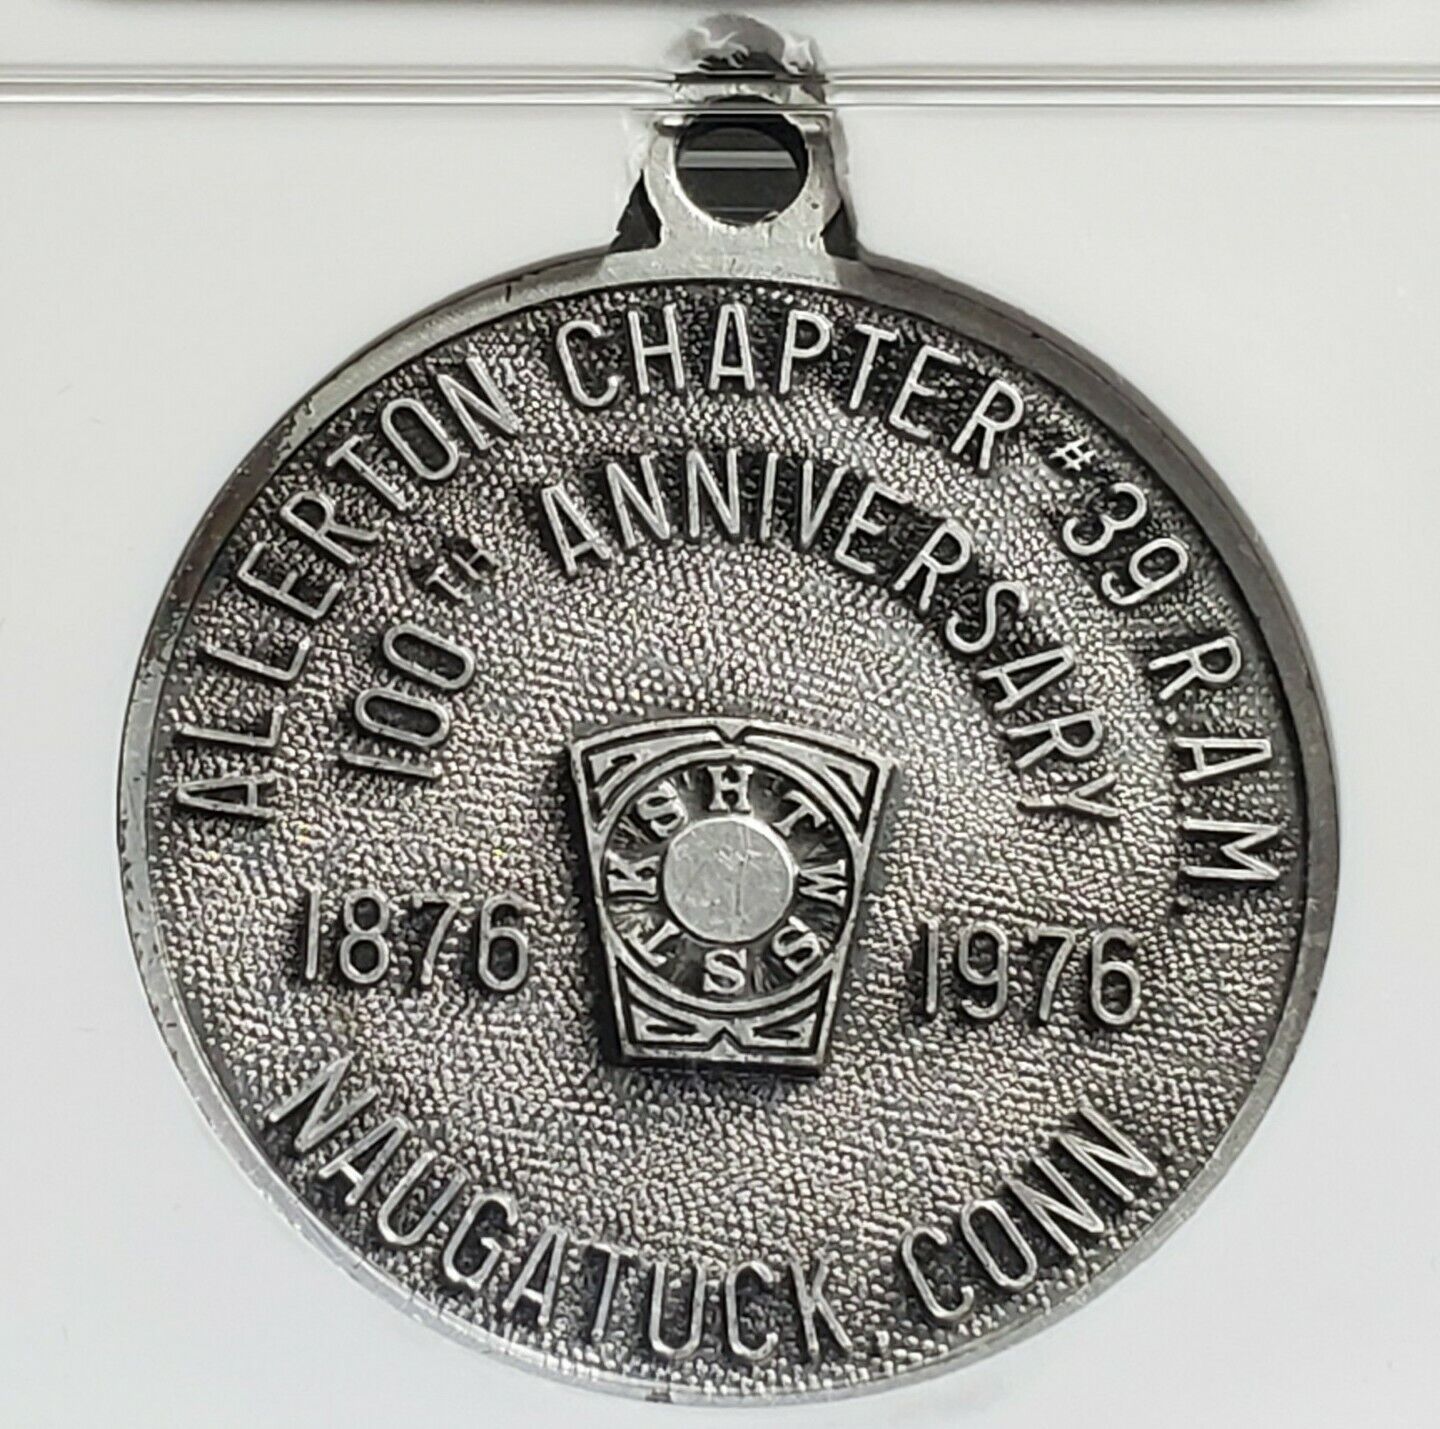 ALLERTON CHAPTER #39 R.A.M.
100TH ANNIVERSARY
HTWSSTKS
1876 1976
NAUGATUCK, CONN